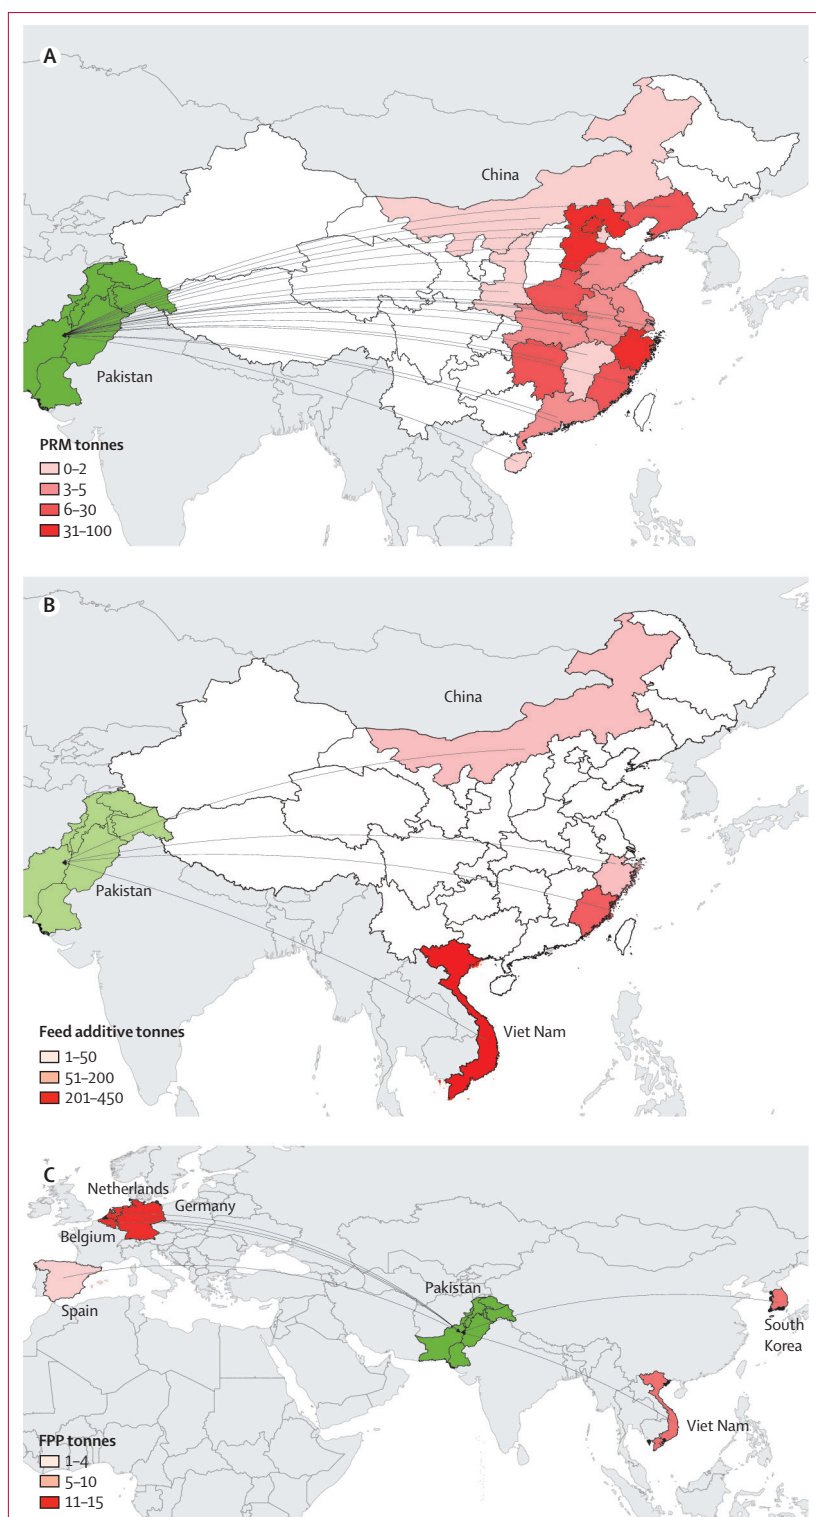 A
China
Pakistan
PRM tonnes
0–2
3–5
6–30
31–100
B
China
Pakistan
Viet Nam
Feed additive tonnes
1–50
51–200
201–450
C
Netherlands
Germany
Belgium
Spain
Pakistan
South
Korea
Viet Nam
FPP tonnes
1–4
5–10
11–15